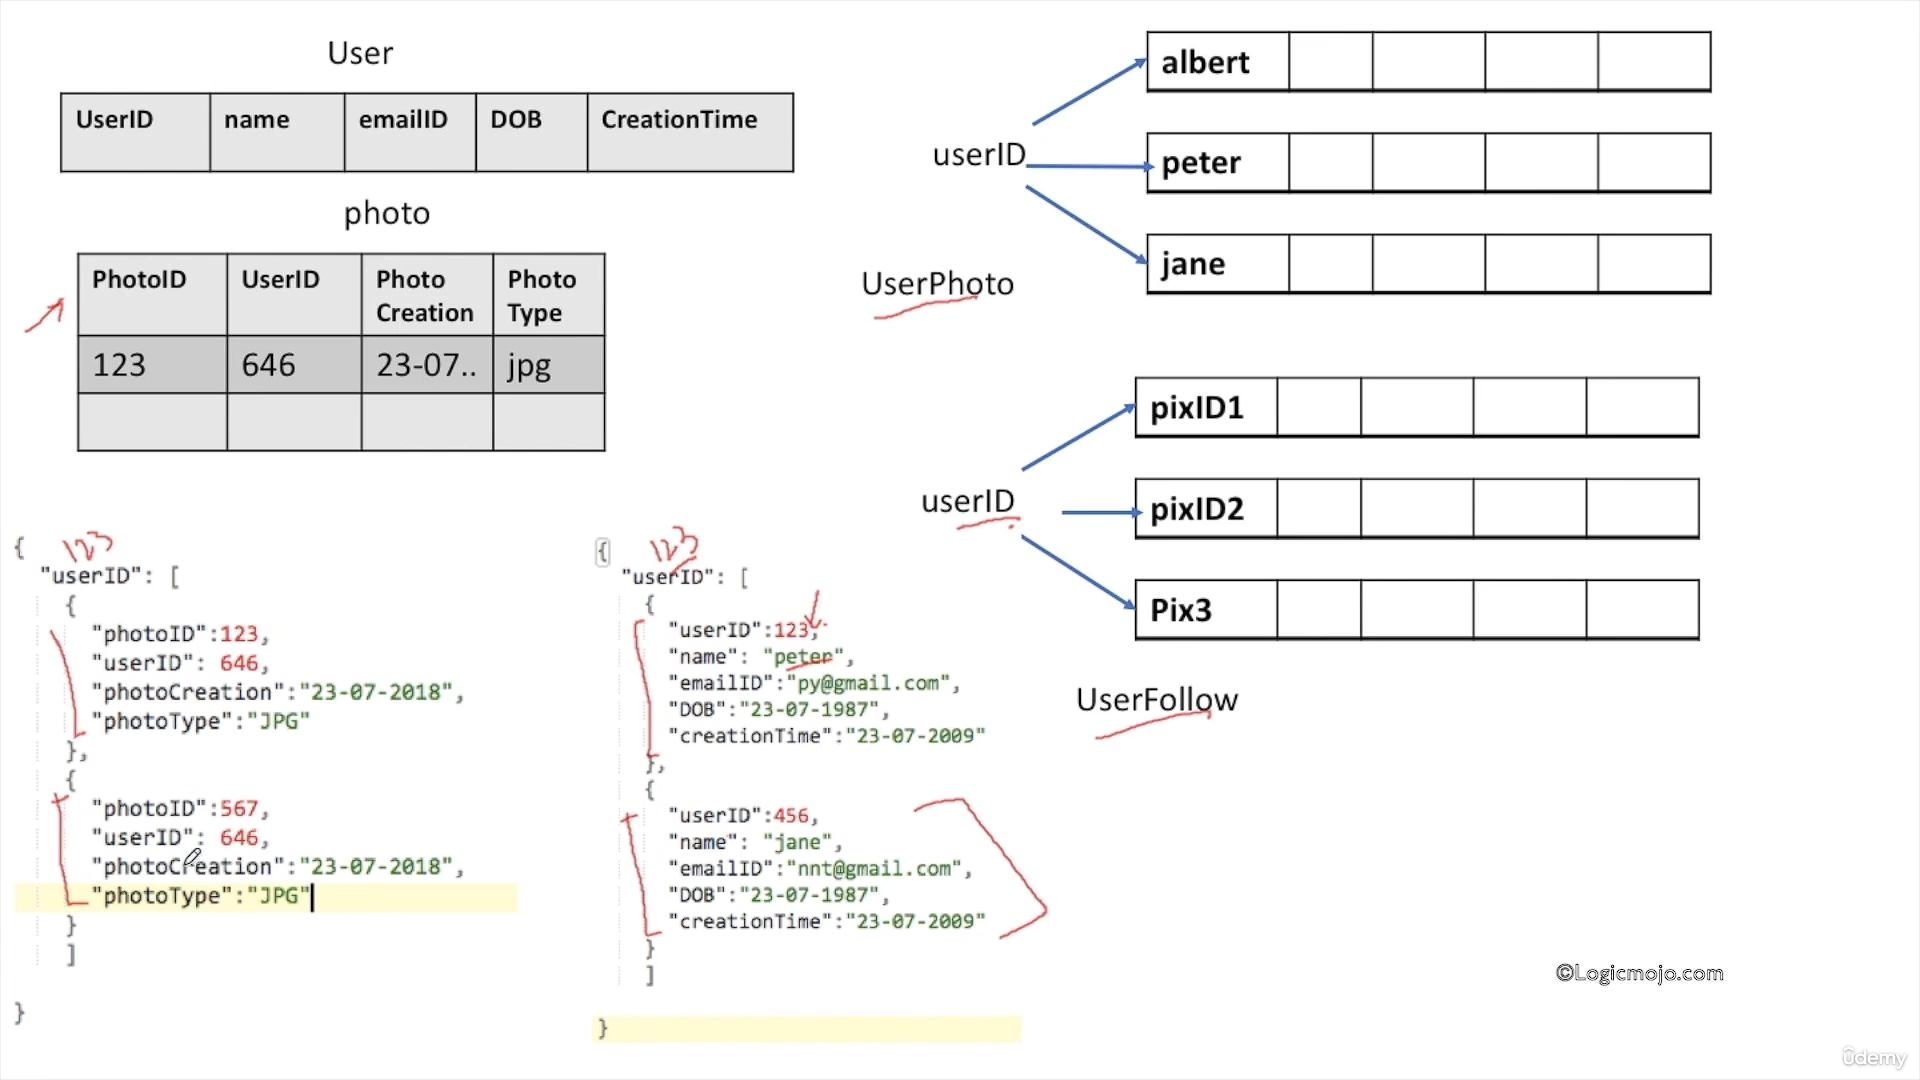 User
UserID name emailID DOB CreationTime
photo
PhotoID UserID Photo Creation Photo Type
123 646 23-07.. jpg
userID
albert
peter
jane
UserPhoto
userID
pixID1
pixID2
Pix3
UserFollow
{
123
"userID": [
{
"photoID":123,
"userID": 646,
"photoCreation":"23-07-2018",
"photoType":"JPG"
},
{
"photoID":567,
"userID": 646,
"photoCreation":"23-07-2018",
"photoType":"JPG"
}
]
}
{
123
"userID": [
{
"userID":123,
"name": "peter",
"emailID":"py@gmail.com",
"DOB":"23-07-1987",
"creationTime":"23-07-2009"
},
{
"userID":456,
"name": "jane",
"emailID":"nnt@gmail.com",
"DOB":"23-07-1987",
"creationTime":"23-07-2009"
}
]
}
©Logicmojo.com
ûdemy